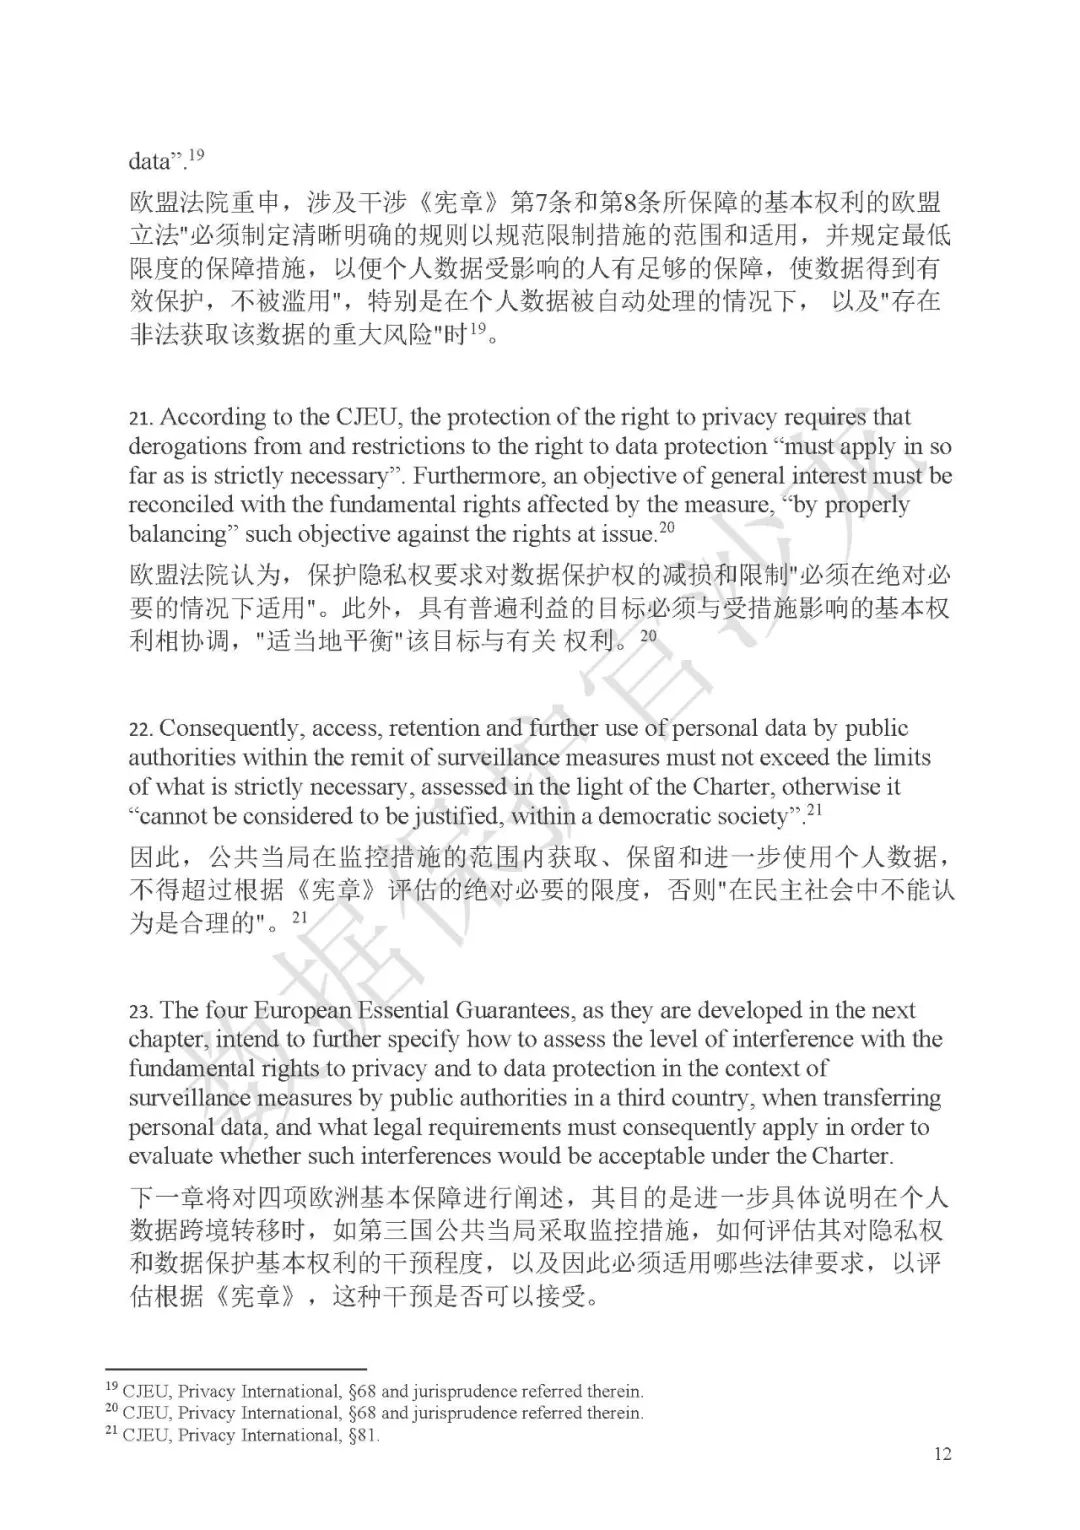 data”.19
欧盟法院重申，涉及干涉《宪章》第7条和第8条所保障的基本权利的欧盟
立法"必须制定清晰明确的规则以规范限制措施的范围和适用，并规定最低
限度的保障措施，以便个人数据受影响的人有足够的保障，使数据得到有
效保护，不被滥用"，特别是在个人数据被自动处理的情况下， 以及"存在
非法获取该数据的重大风险"时19。
21. According to the CJEU, the protection of the right to privacy requires that
derogations from and restrictions to the right to data protection “must apply in so
far as is strictly necessary”. Furthermore, an objective of general interest must be
reconciled with the fundamental rights affected by the measure, “by properly
balancing” such objective against the rights at issue.20
欧盟法院认为，保护隐私权要求对数据保护权的减损和限制"必须在绝对必
要的情况下适用"。此外，具有普遍利益的目标必须与受措施影响的基本权
利相协调，"适当地平衡"该目标与有关 权利。 20
22. Consequently, access, retention and further use of personal data by public
authorities within the remit of surveillance measures must not exceed the limits
of what is strictly necessary, assessed in the light of the Charter, otherwise it
“cannot be considered to be justified, within a democratic society”.21
因此，公共当局在监控措施的范围内获取、保留和进一步使用个人数据，
不得超过根据《宪章》评估的绝对必要的限度，否则"在民主社会中不能认
为是合理的"。21
23. The four European Essential Guarantees, as they are developed in the next
chapter, intend to further specify how to assess the level of interference with the
fundamental rights to privacy and to data protection in the context of
surveillance measures by public authorities in a third country, when transferring
personal data, and what legal requirements must consequently apply in order to
evaluate whether such interferences would be acceptable under the Charter.
下一章将对四项欧洲基本保障进行阐述，其目的是进一步具体说明在个人
数据跨境转移时，如第三国公共当局采取监控措施，如何评估其对隐私权
和数据保护基本权利的干预程度，以及因此必须适用哪些法律要求，以评
估根据《宪章》，这种干预是否可以接受。
19 CJEU, Privacy International, §68 and jurisprudence referred therein.
20 CJEU, Privacy International, §68 and jurisprudence referred therein.
21 CJEU, Privacy International, §81.
12
数据保护官沙龙